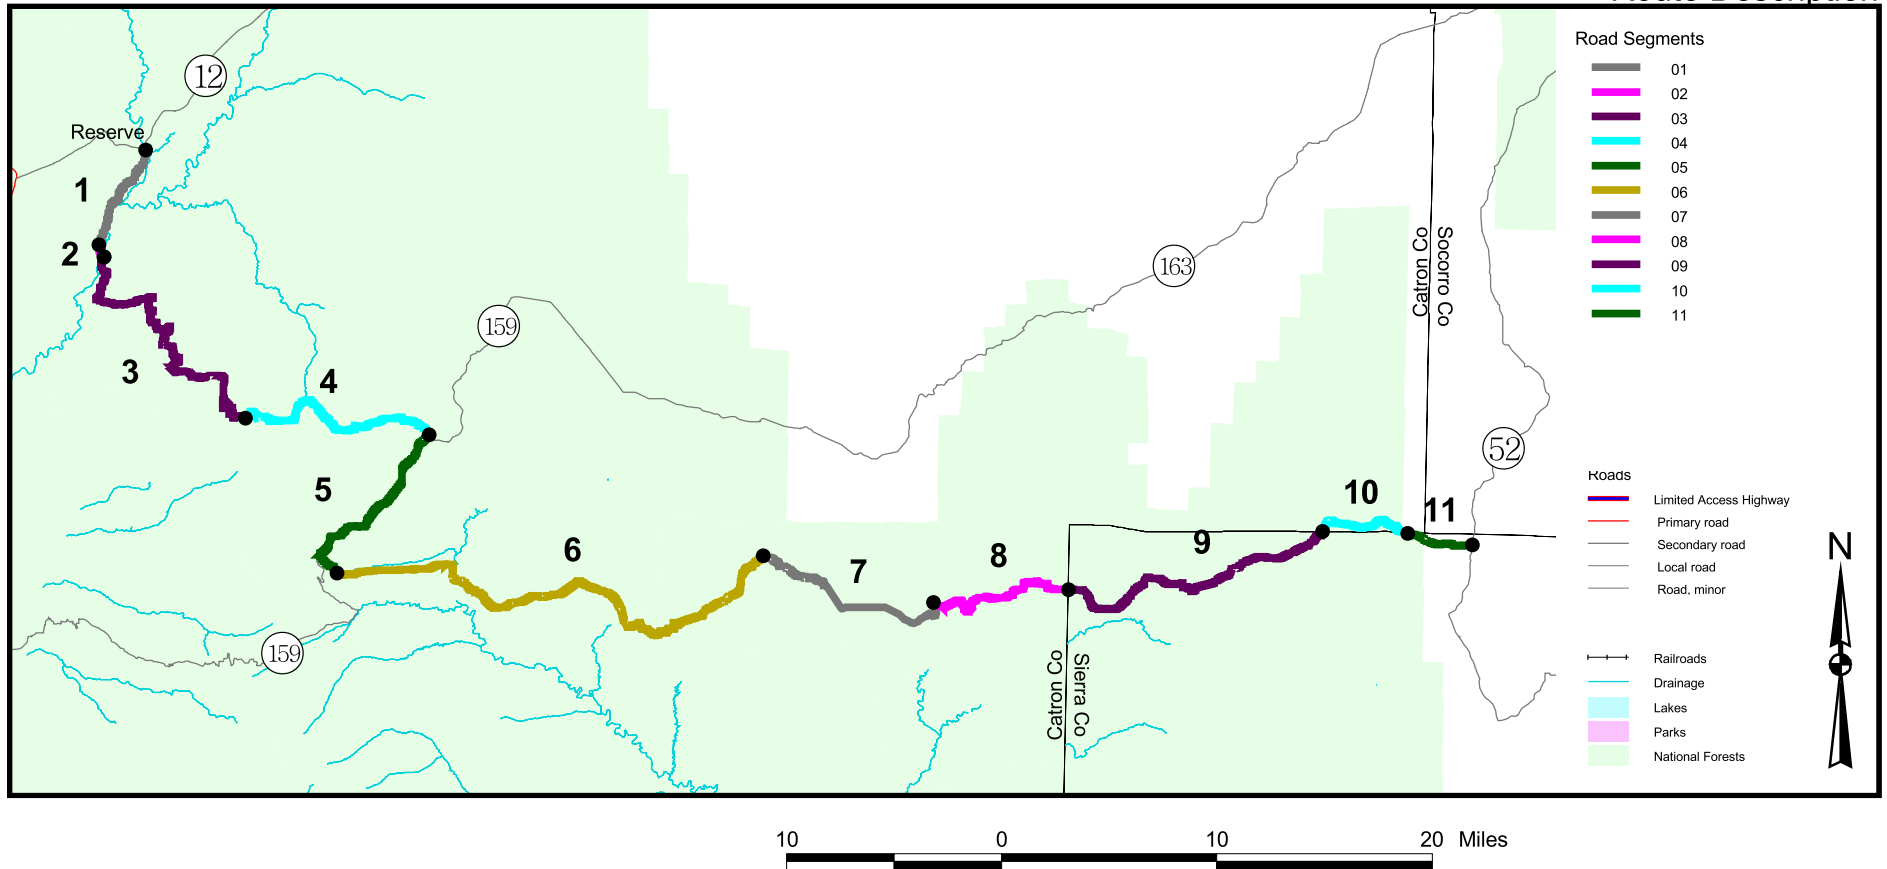 Route Description
12
Reserve
1
2
3
4
159
5
6
7
8
9
10
11
163
52
159
Catron Co
Socorro Co
Catron Co
Sierra Co
Road Segments
01
02
03
04
05
06
07
08
09
10
11
Roads
Limited Access Highway
Primary road
Secondary road
Local road
Road, minor
Railroads
Drainage
Lakes
Parks
National Forests
N
10 0 10 20 Miles